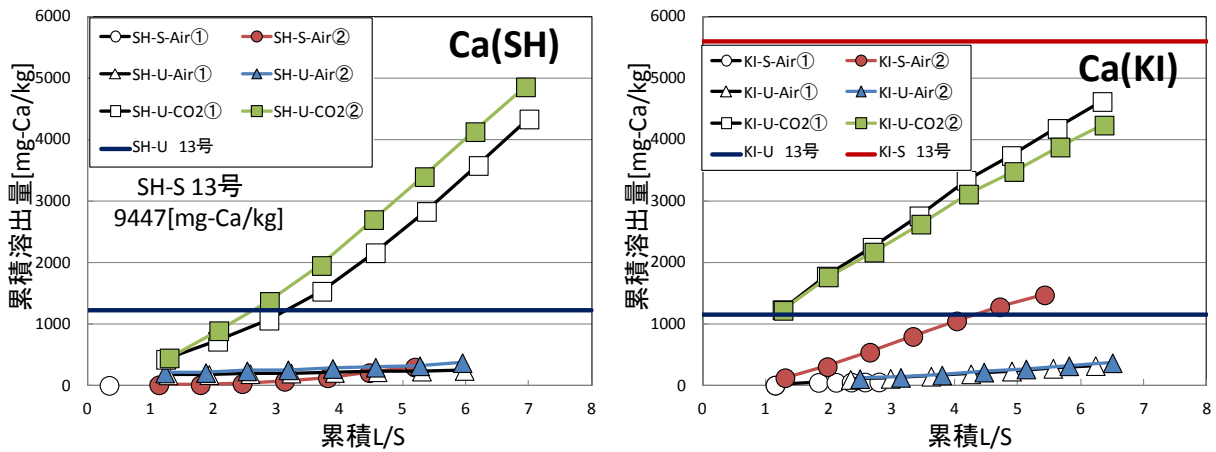 Ca(SH)
SH-S-Air① SH-S-Air②
SH-U-Air① SH-U-Air②
SH-U-CO2① SH-U-CO2②
SH-U 13号
SH-S 13号
9447[mg-Ca/kg]
累積溶出量[mg-Ca/kg]
6000
5000
4000
3000
2000
1000
0
0 1 2 3 4 5 6 7 8
累積L/S
Ca(KI)
KI-S-Air① KI-S-Air②
KI-U-Air① KI-U-Air②
KI-U-CO2① KI-U-CO2②
KI-U 13号 KI-S 13号
累積溶出量[mg-Ca/kg]
6000
5000
4000
3000
2000
1000
0
0 1 2 3 4 5 6 7 8
累積L/S